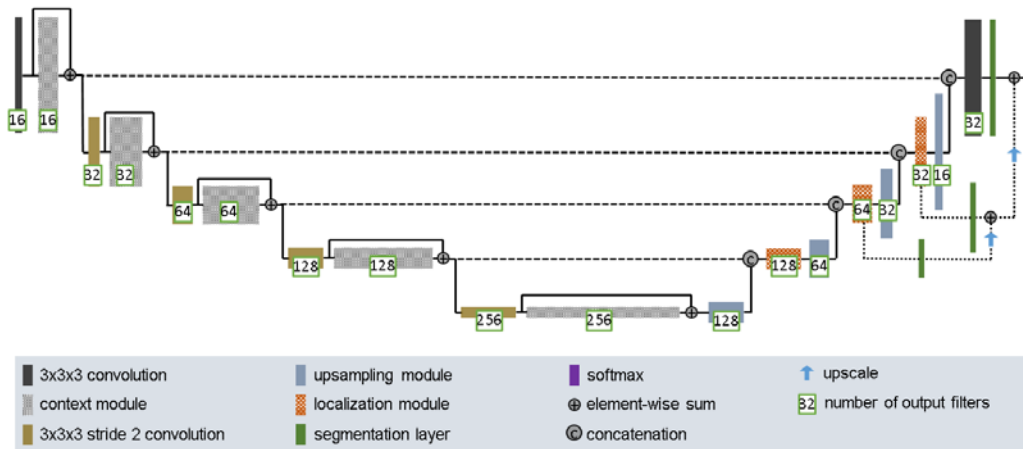 16 16 C 32
32 32 C 32 16
64 64 C 64 32
128 128 C 128 64
256 256 128
3x3x3 convolution upsampling module softmax upscale
context module localization module element-wise sum 32 number of output filters
3x3x3 stride 2 convolution segmentation layer C concatenation